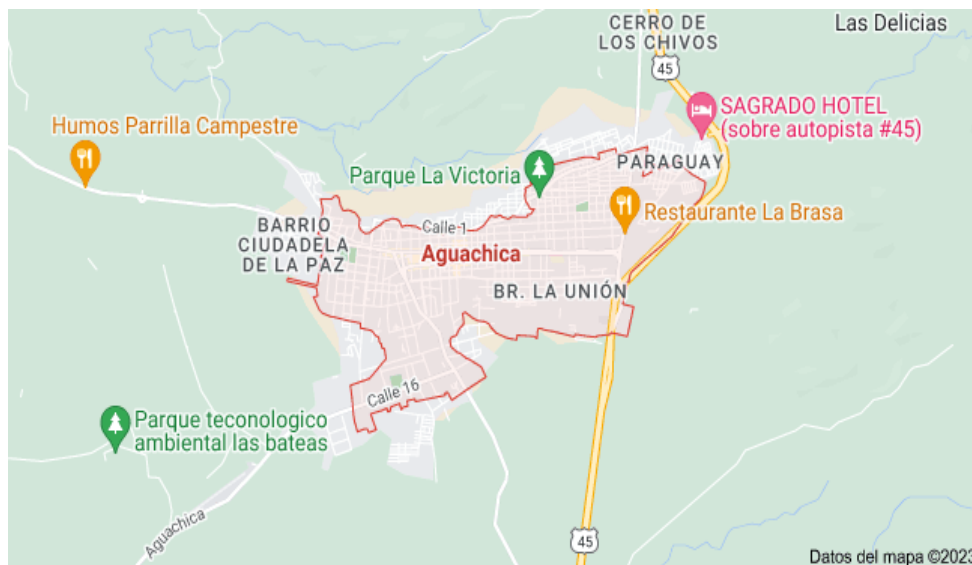 CERRO DE
LOS CHIVOS
Las Delicias
45
SAGRADO HOTEL
(sobre autopista #45)
Humos Parrilla Campestre
Parque La Victoria
PARAGUAY
Restaurante La Brasa
Calle 1
BARRIO
CIUDADELA
DE LA PAZ
Aguachica
BR. LA UNIÓN
Calle 16
Parque teconologico
ambiental las bateas
Aguachica
45
Datos del mapa ©2023